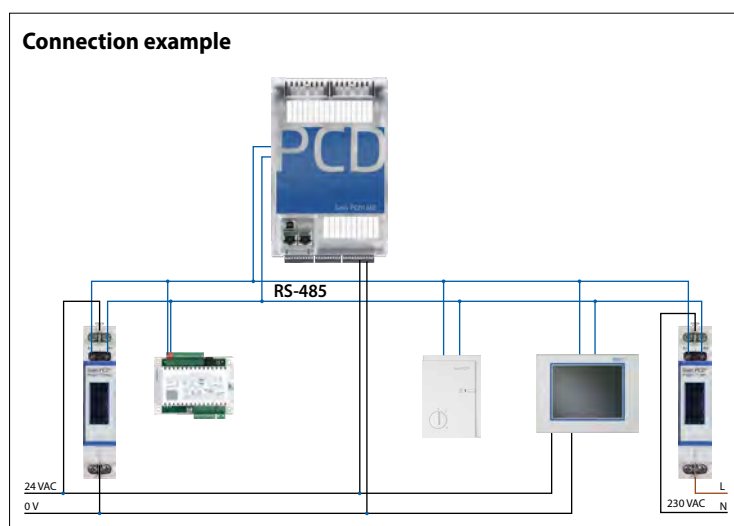 Connection example
PCD
RS-485
24 VAC
0 V
L
230 VAC N